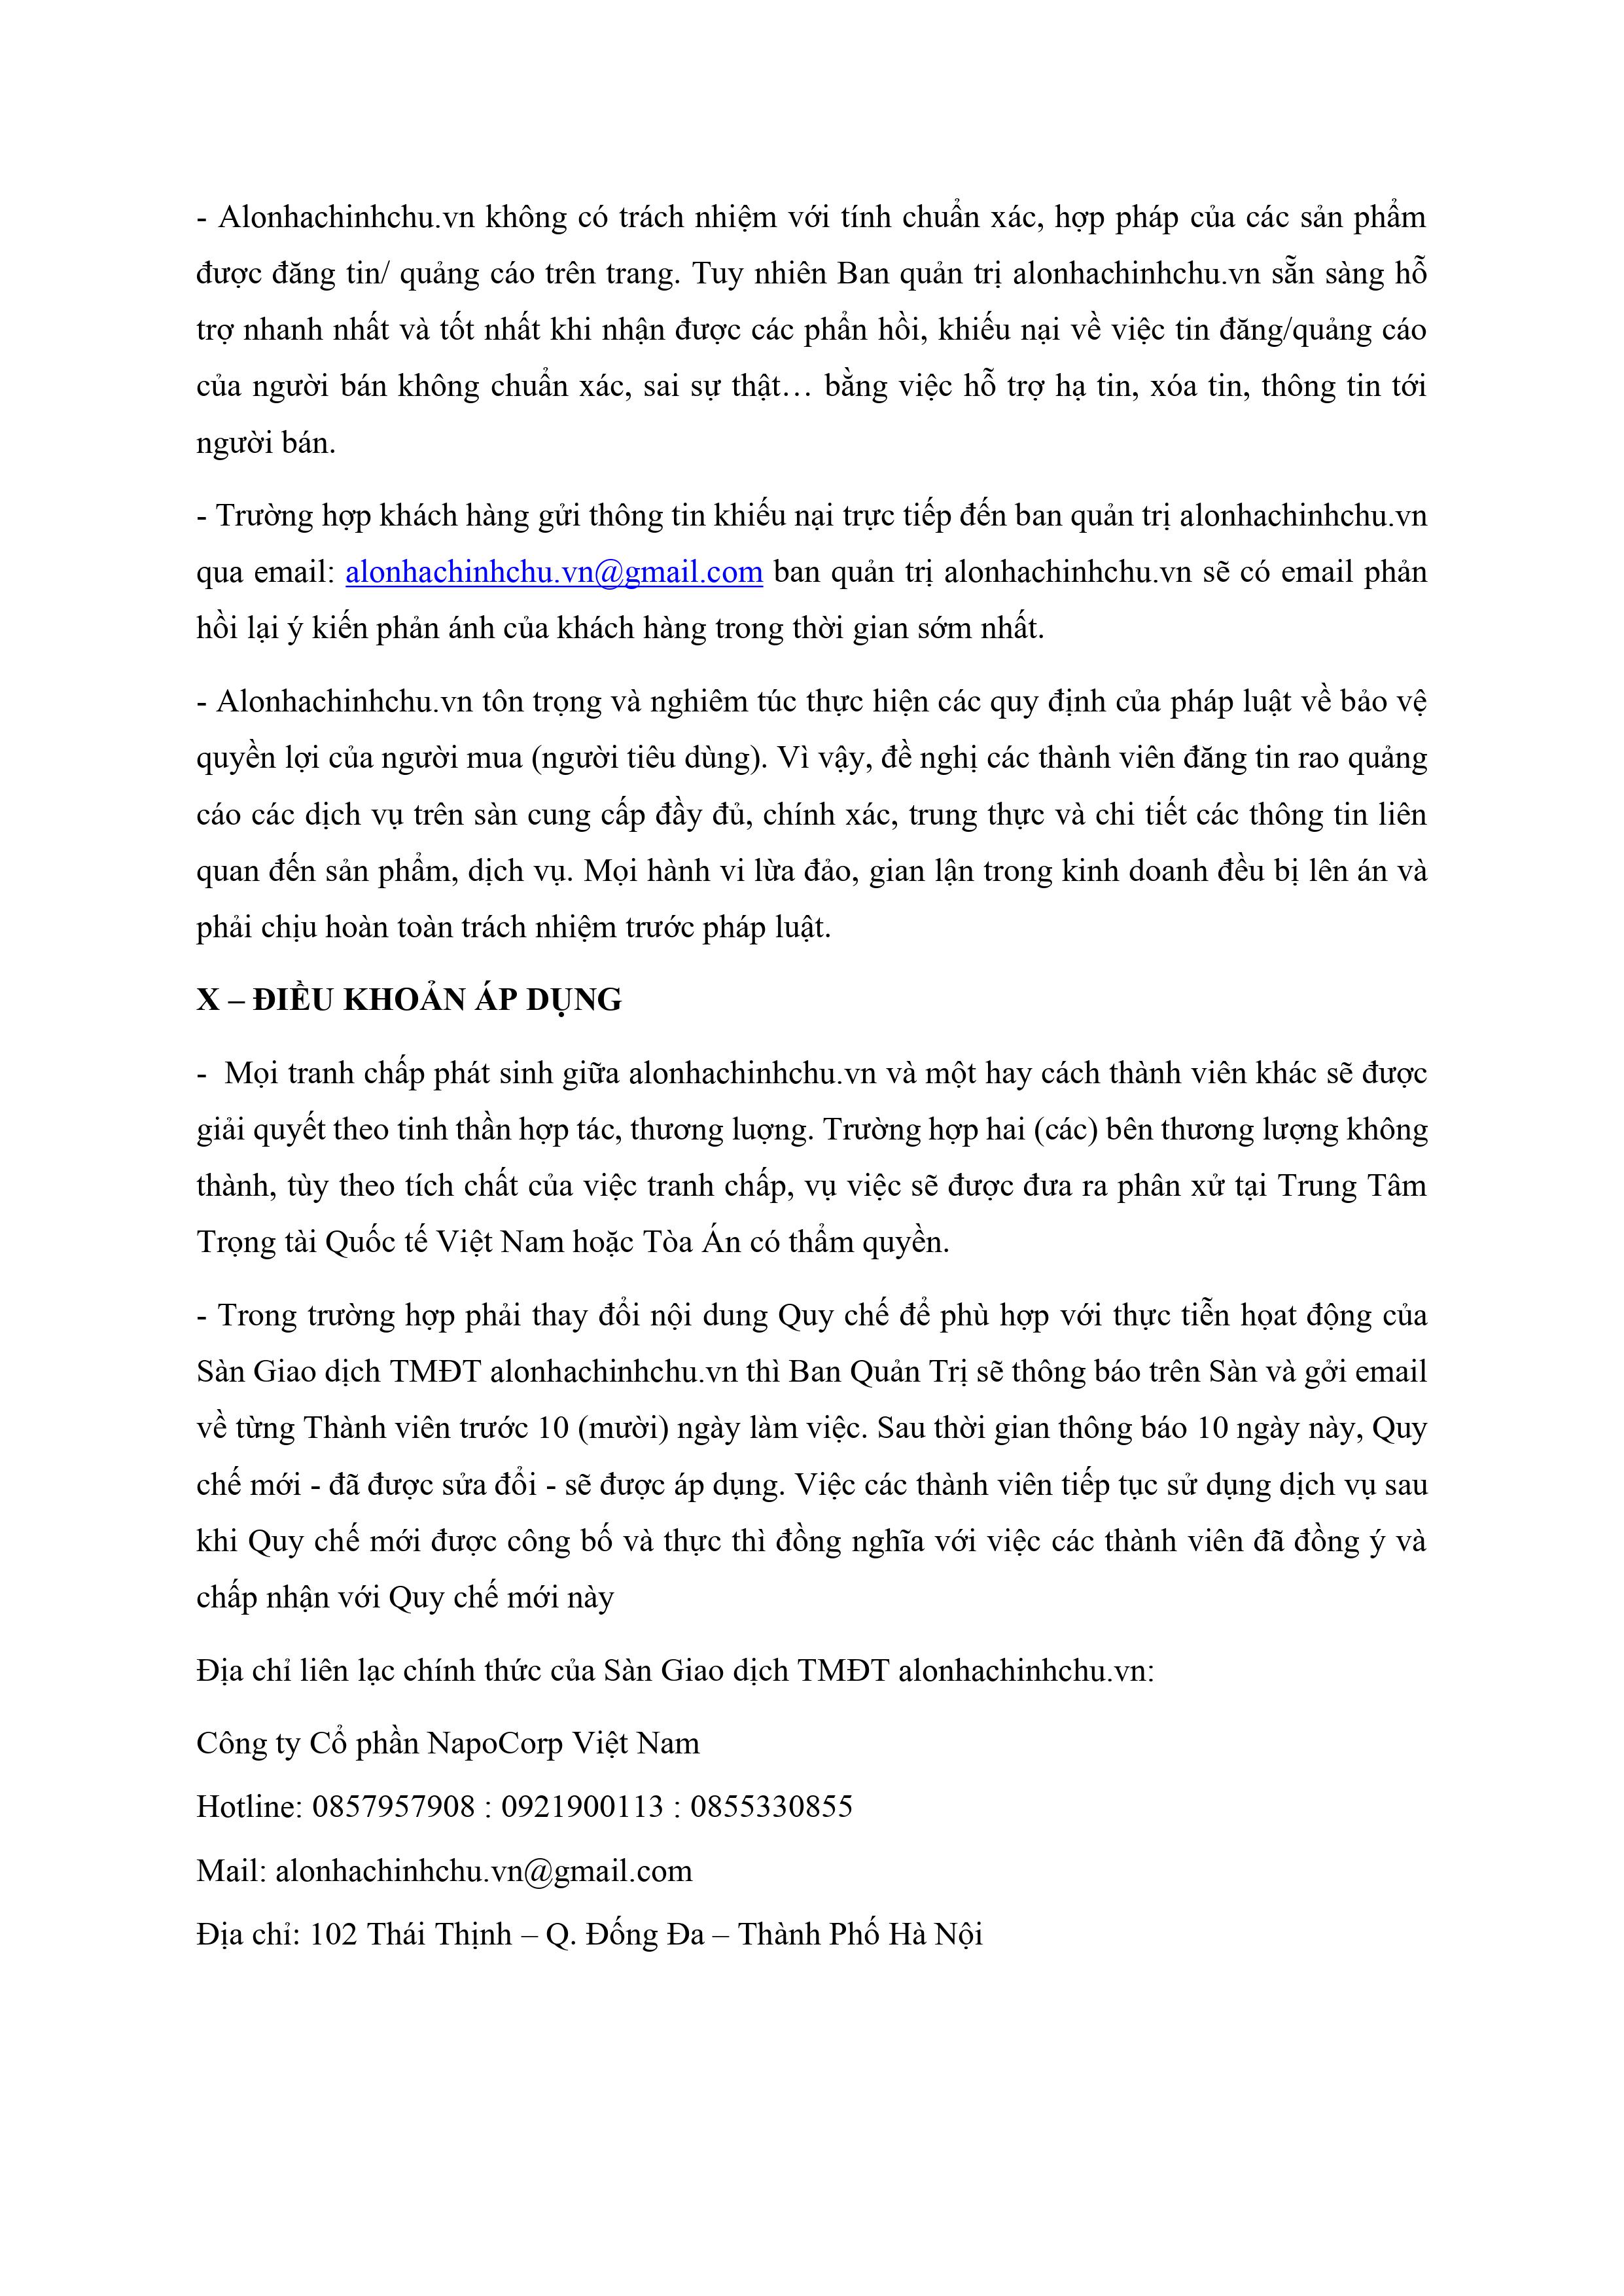 - Alonhachinhchu.vn không có trách nhiệm với tính chuẩn xác, hợp pháp của các sản phẩm
được đăng tin/ quảng cáo trên trang. Tuy nhiên Ban quản trị alonhachinhchu.vn sẵn sàng hỗ
trợ nhanh nhất và tốt nhất khi nhận được các phẩn hồi, khiếu nại về việc tin đăng/quảng cáo
của người bán không chuẩn xác, sai sự thật… bằng việc hỗ trợ hạ tin, xóa tin, thông tin tới
người bán.
- Trường hợp khách hàng gửi thông tin khiếu nại trực tiếp đến ban quản trị alonhachinhchu.vn
qua email: alonhachinhchu.vn@gmail.com ban quản trị alonhachinhchu.vn sẽ có email phản
hồi lại ý kiến phản ánh của khách hàng trong thời gian sớm nhất.
- Alonhachinhchu.vn tôn trọng và nghiêm túc thực hiện các quy định của pháp luật về bảo vệ
quyền lợi của người mua (người tiêu dùng). Vì vậy, đề nghị các thành viên đăng tin rao quảng
cáo các dịch vụ trên sàn cung cấp đầy đủ, chính xác, trung thực và chi tiết các thông tin liên
quan đến sản phẩm, dịch vụ. Mọi hành vi lừa đảo, gian lận trong kinh doanh đều bị lên án và
phải chịu hoàn toàn trách nhiệm trước pháp luật.
X – ĐIỀU KHOẢN ÁP DỤNG
- Mọi tranh chấp phát sinh giữa alonhachinhchu.vn và một hay cách thành viên khác sẽ được
giải quyết theo tinh thần hợp tác, thương luợng. Trường hợp hai (các) bên thương lượng không
thành, tùy theo tích chất của việc tranh chấp, vụ việc sẽ được đưa ra phân xử tại Trung Tâm
Trọng tài Quốc tế Việt Nam hoặc Tòa Án có thẩm quyền.
- Trong trường hợp phải thay đổi nội dung Quy chế để phù hợp với thực tiễn họat động của
Sàn Giao dịch TMĐT alonhachinhchu.vn thì Ban Quản Trị sẽ thông báo trên Sàn và gởi email
về từng Thành viên trước 10 (mười) ngày làm việc. Sau thời gian thông báo 10 ngày này, Quy
chế mới - đã được sửa đổi - sẽ được áp dụng. Việc các thành viên tiếp tục sử dụng dịch vụ sau
khi Quy chế mới được công bố và thực thì đồng nghĩa với việc các thành viên đã đồng ý và
chấp nhận với Quy chế mới này
Địa chỉ liên lạc chính thức của Sàn Giao dịch TMĐT alonhachinhchu.vn:
Công ty Cổ phần NapoCorp Việt Nam
Hotline: 0857957908 : 0921900113 : 0855330855
Mail: alonhachinhchu.vn@gmail.com
Địa chỉ: 102 Thái Thịnh – Q. Đống Đa – Thành Phố Hà Nội